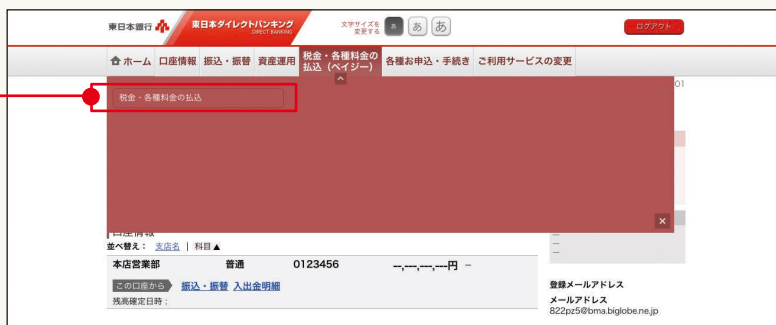 東日本銀行
東日本ダイレクトバンキング
DIRECT BANKING
文字サイズを
変更する
あ あ あ
ログアウト
ホーム 口座情報 振込・振替 資産運用 税金・各種料金の
払込(ペイジー) 各種お申込・手続き ご利用サービスの変更
01
税金・各種料金の払込
×
口座情報
並べ替え: 支店名 | 科目▲
本店営業部 普通 0123456 --,---,---,---円 −
この口座から 振込・振替 入出金明細
残高確定日時:
登録メールアドレス
メールアドレス
822pz5@bma.biglobe.ne.jp